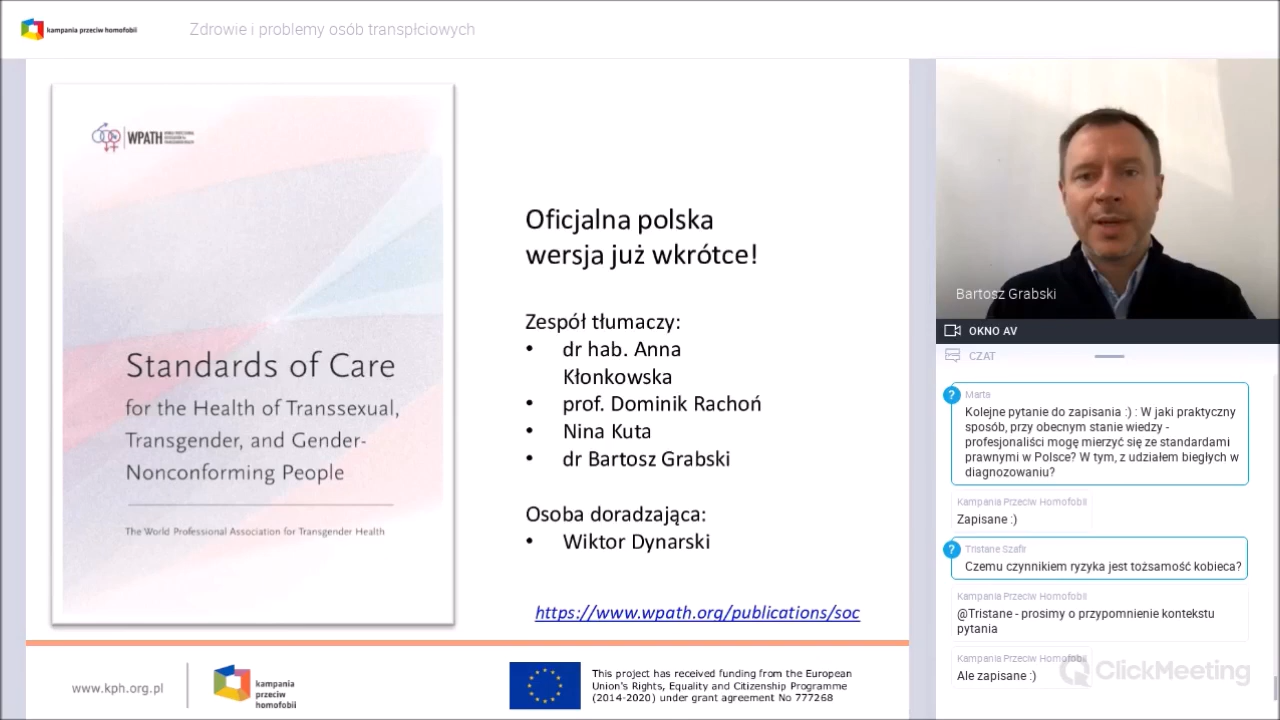 kampania przeciw homofobii
Zdrowie i problemy osób transpłciowych
WPATH
Standards of Care
for the Health of Transsexual,
Transgender, and Gender-
Nonconforming People
The World Professional Association for Transgender Health
Oficjalna polska
wersja już wkrótce!
Zespół tłumaczy:
• dr hab. Anna
Kłonkowska
• prof. Dominik Rachoń
• Nina Kuta
• dr Bartosz Grabski
Osoba doradzająca:
• Wiktor Dynarski
https://www.wpath.org/publications/soc
www.kph.org.pl
kampania
przeciw
homofobii
This project has received funding from the European
Union's Rights, Equality and Citizenship Programme
(2014-2020) under grant agreement No 777268
Bartosz Grabski
OKNO AV
CZAT
? Marta
Kolejne pytanie do zapisania :) : W jaki praktyczny
sposób, przy obecnym stanie wiedzy -
profesjonaliści mogę mierzyć się ze standardami
prawnymi w Polsce? W tym, z udziałem biegłych w
diagnozowaniu?
Kampania Przeciw Homofobii
Zapisane :)
? Tristane Szafir
Czemu czynnikiem ryzyka jest tożsamość kobieca?
Kampania Przeciw Homofobii
@Tristane - prosimy o przypomnienie kontekstu
pytania
Kampania Przeciw Homofobii
Ale zapisane :)
ClickMeeting